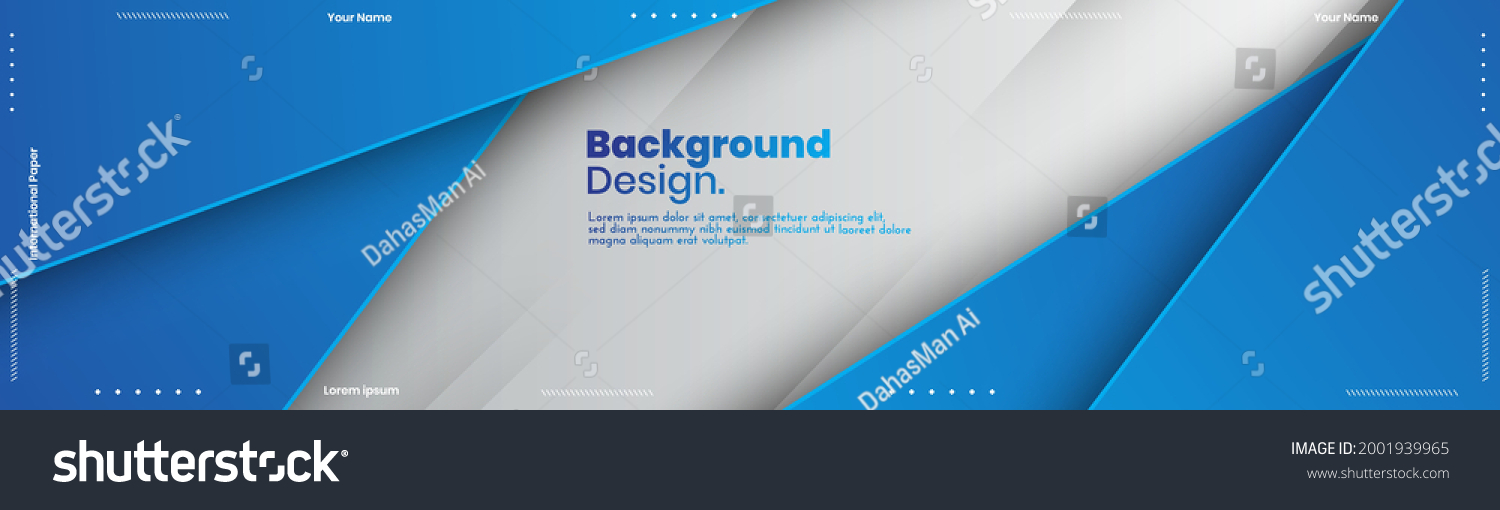 Your Name
Your Name
International Paper
shutterstock
DahasMan Ai
Background
Design.
Lorem ipsum dolor sit amet, con sectetuer adipiscing elit,
sed diam nonummy nibh euismod tincidunt ut laoreet dolore
magna aliquam erat volutpat.
shutterstock
DahasMan Ai
Lorem ipsum
shutterstock
IMAGE ID: 2001939965
www.shutterstock.com